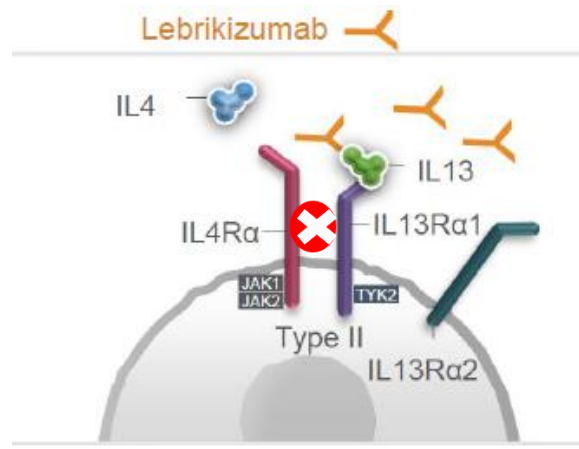 Lebrikizumab
IL4
IL13
IL4Rα
IL13Rα1
JAK1
JAK2
TYK2
Type II
IL13Rα2